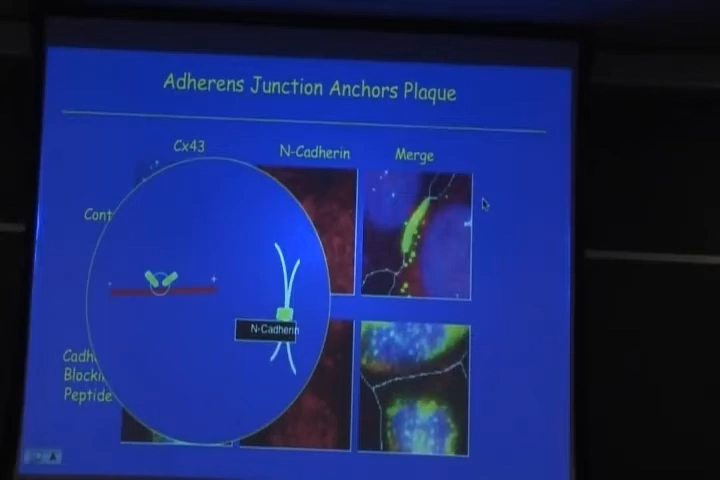 Adherens Junction Anchors Plaque
Cx43
N-Cadherin
Merge
Cont
N-Cadherin
Cadh
Blocki
Peptide